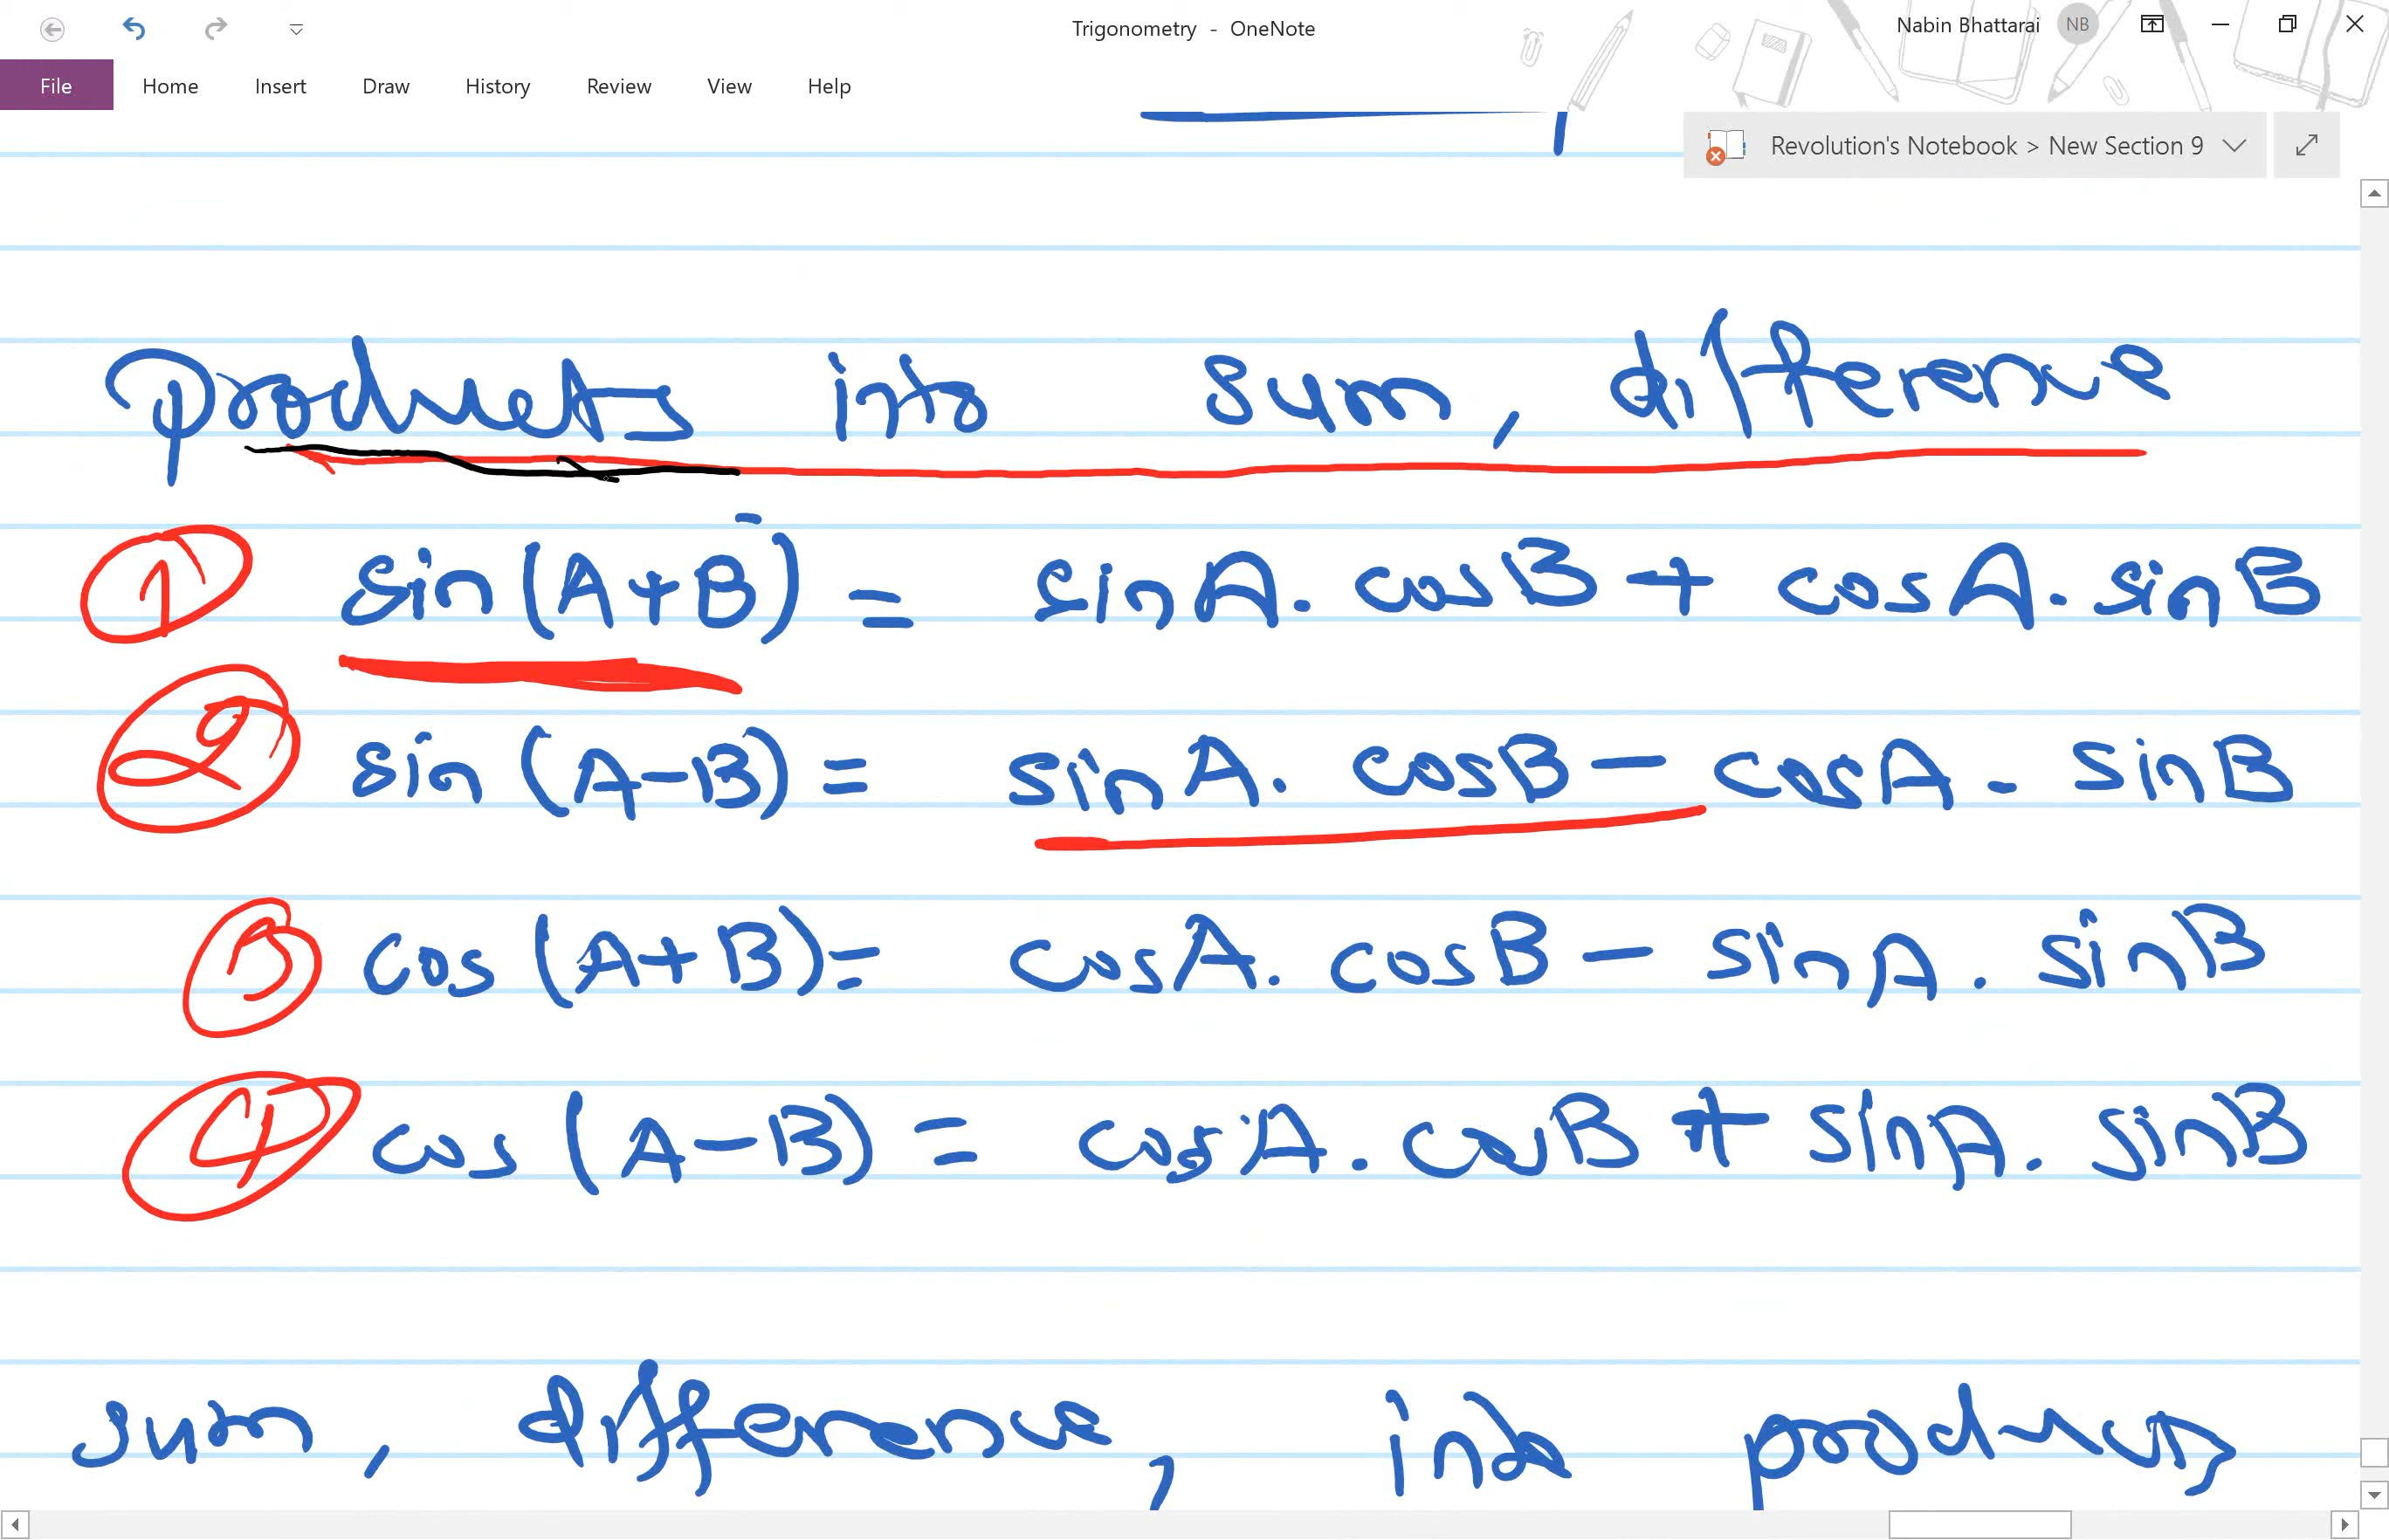 Trigonometry - OneNote
Nabin Bhattarai NB
File Home Insert Draw History Review View Help
Revolution's Notebook > New Section 9
Products into Sum, difference
1 sin(A+B) = sinA. cosB + cosA. sinB
2 sin(A-B) = sinA. cosB - cosA - sinB
3 cos(A+B)= cosA. cosB - sinA. sinB
4 cos(A-B) = cosA. cosB + sinA. sinB
sum, difference, into products